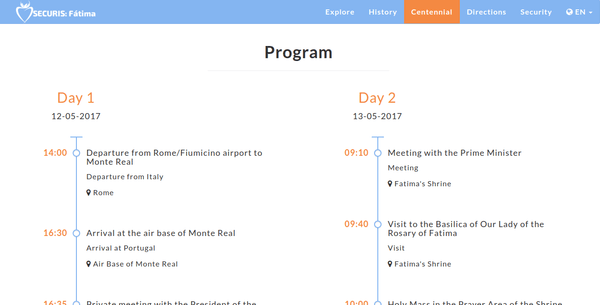 SECURIS: Fátima
Explore
History
Centennial
Directions
Security
EN
Program
Day 1
12-05-2017
14:00
Departure from Rome/Fiumicino airport to
Monte Real
Departure from Italy
Rome
16:30
Arrival at the air base of Monte Real
Arrival at Portugal
Air Base of Monte Real
16:35
Private meeting with the President of the
Day 2
13-05-2017
09:10
Meeting with the Prime Minister
Meeting
Fatima's Shrine
09:40
Visit to the Basilica of Our Lady of the
Rosary of Fatima
Visit
Fatima's Shrine
10:00
Holy Mass in the Prayer Area of the Shrine